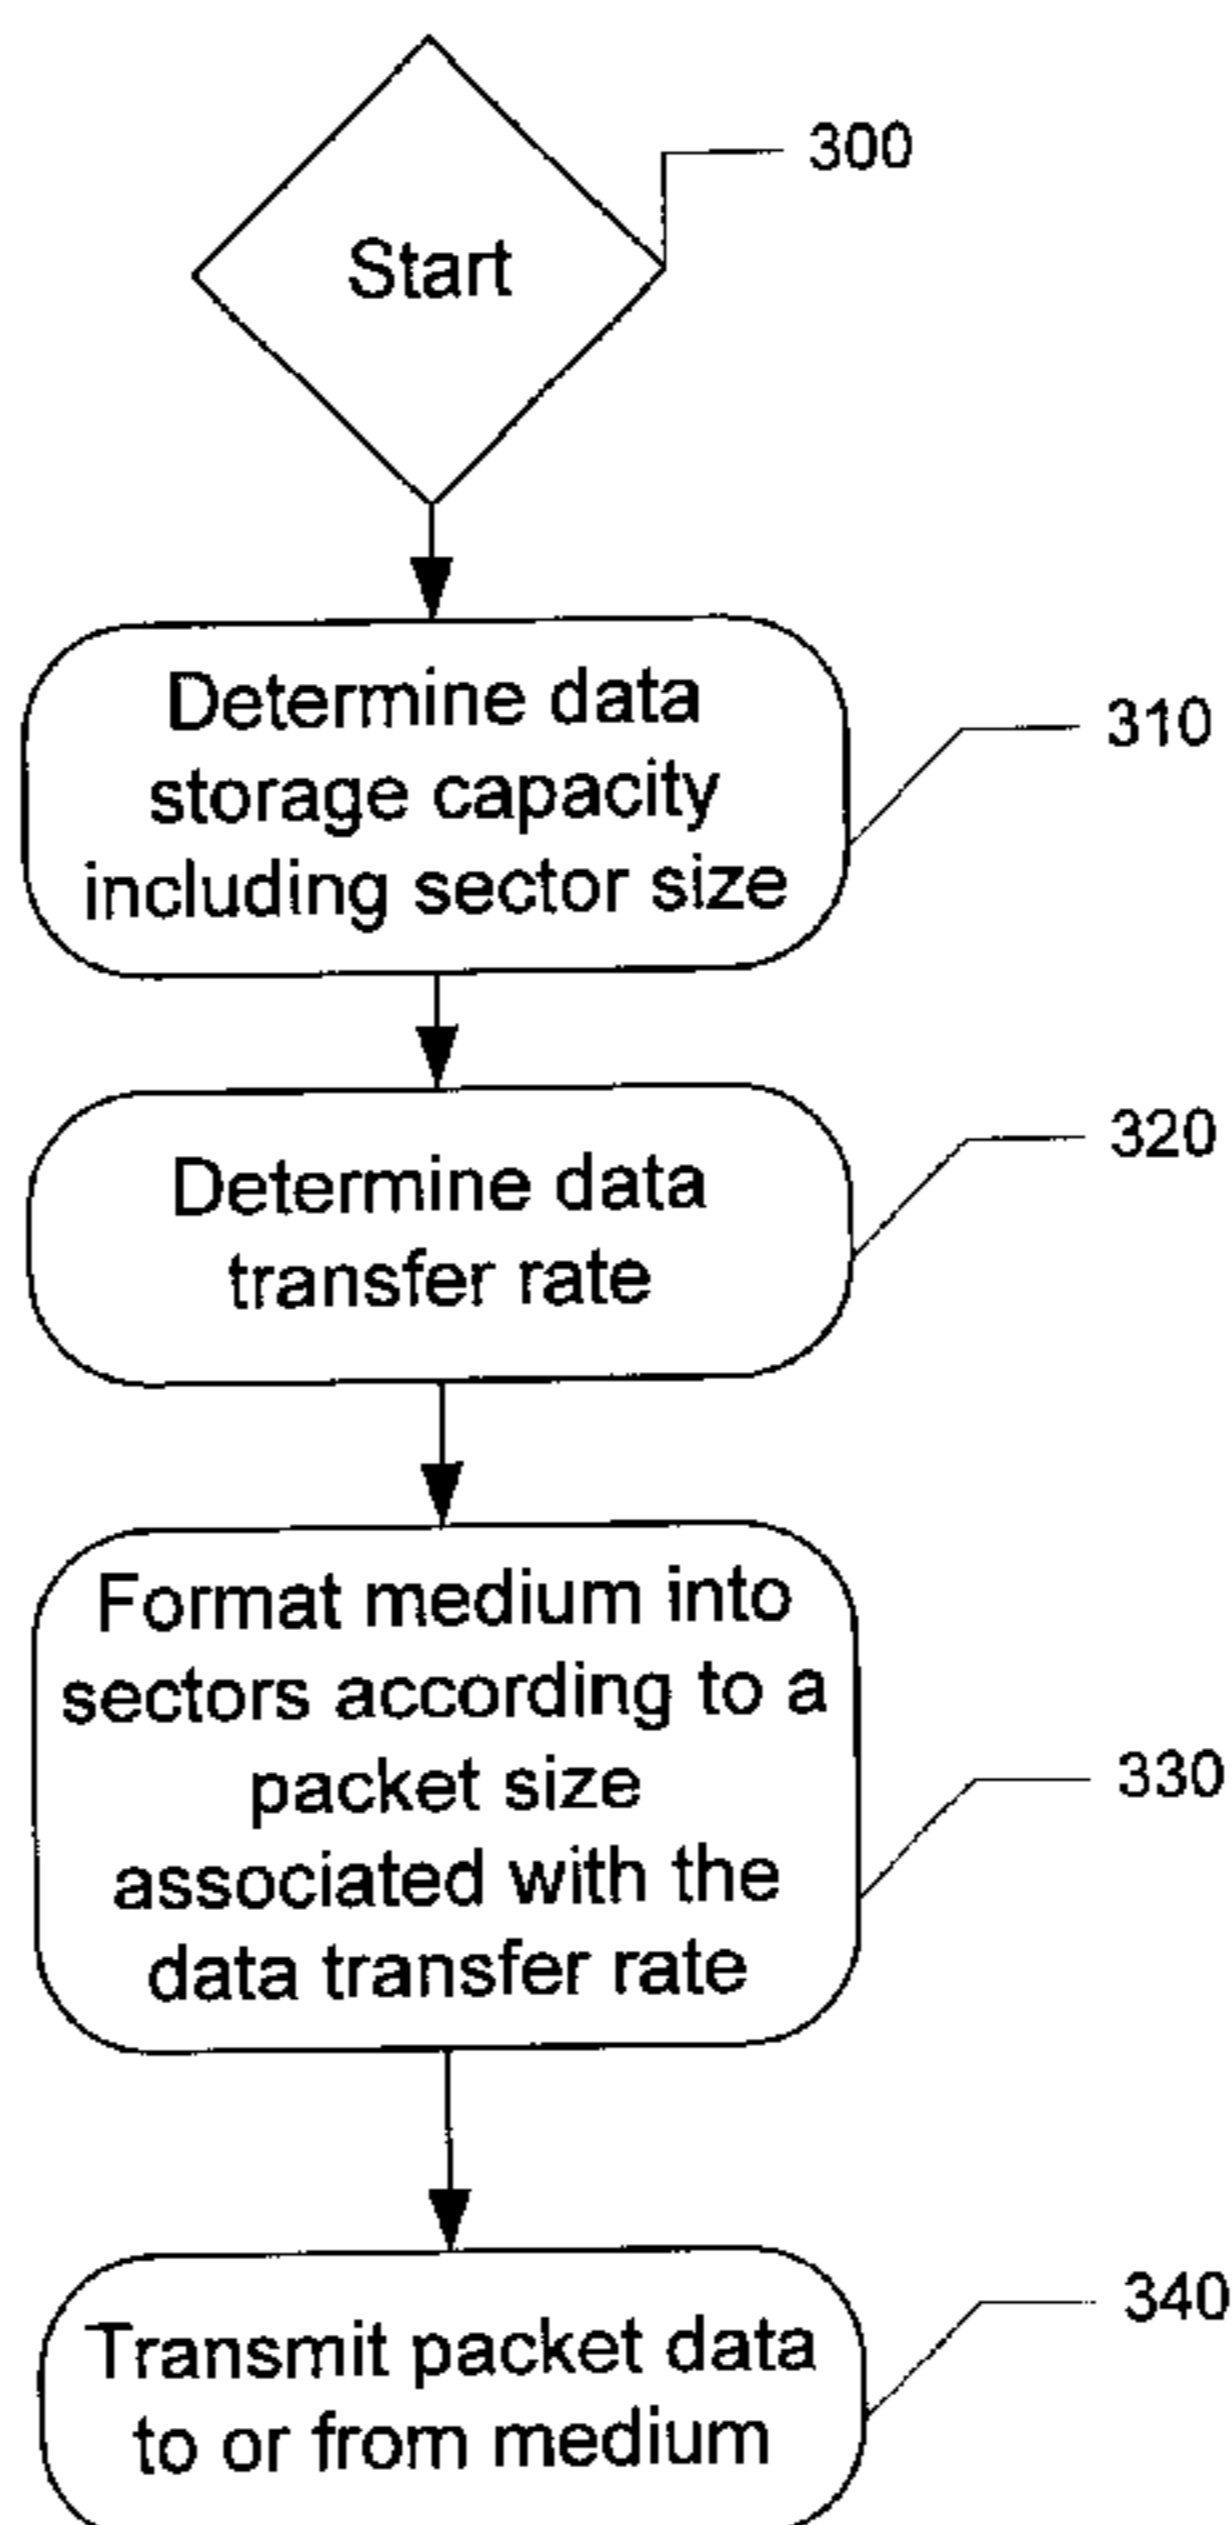 300
Start
Determine data
storage capacity
including sector size
310
Determine data
transfer rate
320
Format medium into
sectors according to a
packet size
associated with the
data transfer rate
330
Transmit packet data
to or from medium
340